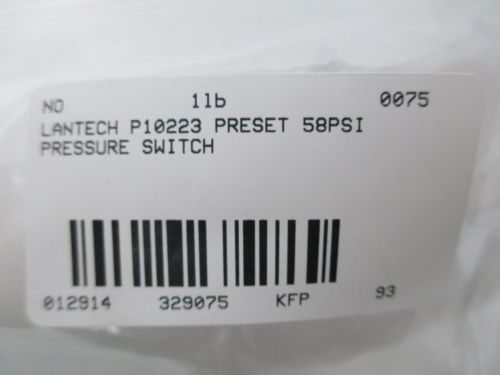 NO 1lb 0075
LANTECH P10223 PRESET 58PSI
PRESSURE SWITCH
012914 329075 KFP 93